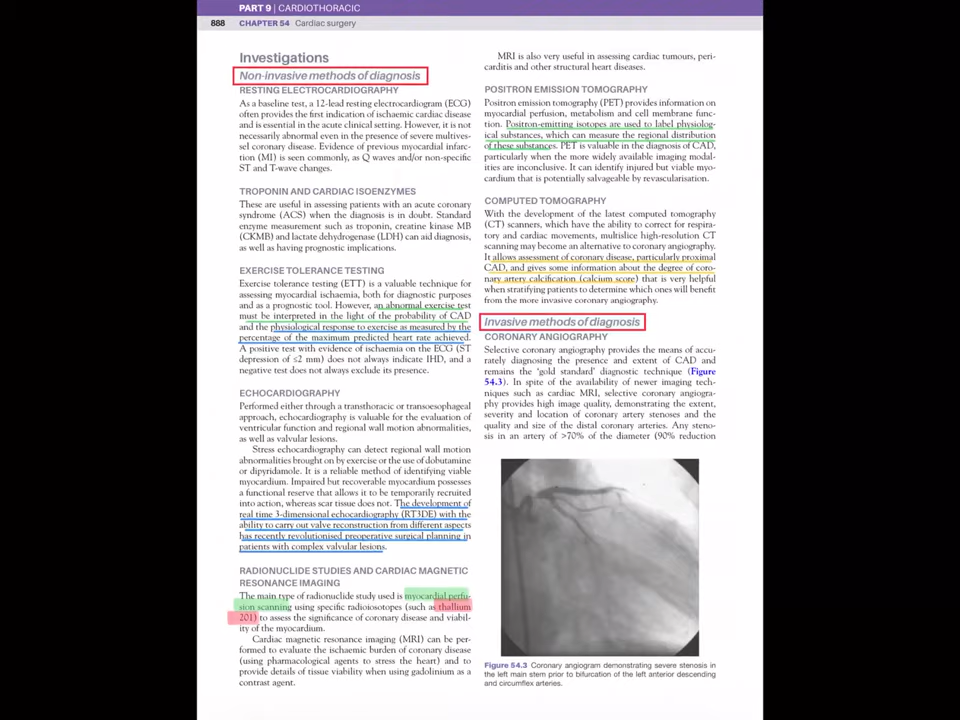 PART 9 | CARDIOTHORACIC
888 CHAPTER 54 Cardiac surgery
Investigations
Non-invasive methods of diagnosis
RESTING ELECTROCARDIOGRAPHY
As a baseline test, a 12-lead resting electrocardiogram (ECG)
often provides the first indication of ischaemic cardiac disease
and is essential in the acute clinical setting. However, it is not
necessarily abnormal even in the presence of severe multives-
sel coronary disease. Evidence of previous myocardial infarc-
tion (MI) is seen commonly, as Q waves and/or non-specific
ST and T-wave changes.
TROPONIN AND CARDIAC ISOENZYMES
These are useful in assessing patients with an acute coronary
syndrome (ACS) when the diagnosis is in doubt. Standard
enzyme measurement such as troponin, creatine kinase MB
(CKMB) and lactate dehydrogenase (LDH) can aid diagnosis,
as well as having prognostic implications.
EXERCISE TOLERANCE TESTING
Exercise tolerance testing (ETT) is a valuable technique for
assessing myocardial ischaemia, both for diagnostic purposes
and as a prognostic tool. However, an abnormal exercise test
must be interpreted in the light of the probability of CAD
and the physiological response to exercise as measured by the
percentage of the maximum predicted heart rate achieved.
A positive test with evidence of ischaemia on the ECG (ST
depression of ≤2 mm) does not always indicate IHD, and a
negative test does not always exclude its presence.
ECHOCARDIOGRAPHY
Performed either through a transthoracic or transoesophageal
approach, echocardiography is valuable for the evaluation of
ventricular function and regional wall motion abnormalities,
as well as valvular lesions.
Stress echocardiography can detect regional wall motion
abnormalities brought on by exercise or the use of dobutamine
or dipyridamole. It is a reliable method of identifying viable
myocardium. Impaired but recoverable myocardium possesses
a functional reserve that allows it to be temporarily recruited
into action, whereas scar tissue does not. The development of
real time 3-dimensional echocardiography (RT3DE) with the
ability to carry out valve reconstruction from different aspects
has recently revolutionised preoperative surgical planning in
patients with complex valvular lesions.
RADIONUCLIDE STUDIES AND CARDIAC MAGNETIC
RESONANCE IMAGING
The main type of radionuclide study used is myocardial perfu-
sion scanning using specific radioisotopes (such as thallium
201) to assess the significance of coronary disease and viabil-
ity of the myocardium.
Cardiac magnetic resonance imaging (MRI) can be per-
formed to evaluate the ischaemic burden of coronary disease
(using pharmacological agents to stress the heart) and to
provide details of tissue viability when using gadolinium as a
contrast agent.
MRI is also very useful in assessing cardiac tumours, peri-
carditis and other structural heart diseases.
POSITRON EMISSION TOMOGRAPHY
Positron emission tomography (PET) provides information on
myocardial perfusion, metabolism and cell membrane func-
tion. Positron-emitting isotopes are used to label physiolog-
ical substances, which can measure the regional distribution
of these substances. PET is valuable in the diagnosis of CAD,
particularly when the more widely available imaging modal-
ities are inconclusive. It can identify injured but viable myo-
cardium that is potentially salvageable by revascularisation.
COMPUTED TOMOGRAPHY
With the development of the latest computed tomography
(CT) scanners, which have the ability to correct for respira-
tory and cardiac movements, multislice high-resolution CT
scanning may become an alternative to coronary angiography.
It allows assessment of coronary disease, particularly proximal
CAD, and gives some information about the degree of coro-
nary artery calcification (calcium score) that is very helpful
when stratifying patients to determine which ones will benefit
from the more invasive coronary angiography.
Invasive methods of diagnosis
CORONARY ANGIOGRAPHY
Selective coronary angiography provides the means of accu-
rately diagnosing the presence and extent of CAD and
remains the 'gold standard' diagnostic technique (Figure
54.3). In spite of the availability of newer imaging tech-
niques such as cardiac MRI, selective coronary angiogra-
phy provides high image quality, demonstrating the extent,
severity and location of coronary artery stenoses and the
quality and size of the distal coronary arteries. Any steno-
sis in an artery of >70% of the diameter (90% reduction
Figure 54.3 Coronary angiogram demonstrating severe stenosis in
the left main stem prior to bifurcation of the left anterior descending
and circumflex arteries.